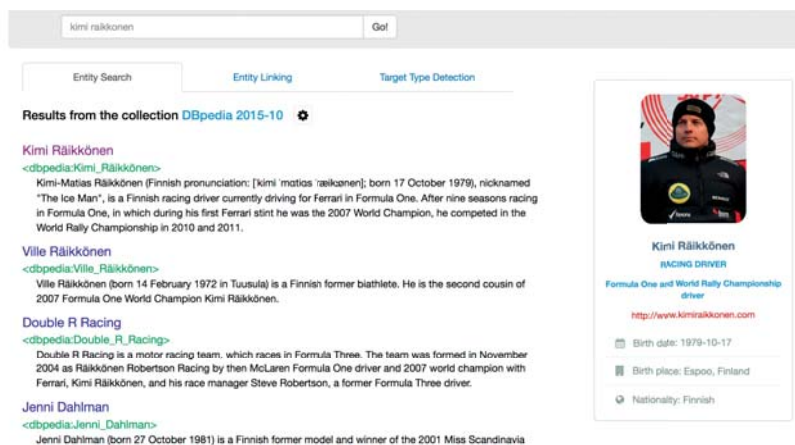 kimi raikkonen
Go!
Entity Search
Entity Linking
Target Type Detection
Results from the collection DBpedia 2015-10
Kimi Räikkönen
<dbpedia:Kimi_Räikkönen>
Kimi-Matias Räikkönen (Finnish pronunciation: [ˈkimi ˈmɑtiɑs ˈræikːønen]; born 17 October 1979), nicknamed
"The Ice Man", is a Finnish racing driver currently driving for Ferrari in Formula One. After nine seasons racing
in Formula One, in which during his first Ferrari stint he was the 2007 World Champion, he competed in the
World Rally Championship in 2010 and 2011.
Ville Räikkönen
<dbpedia:Ville_Räikkönen>
Ville Räikkönen (born 14 February 1972 in Tuusula) is a Finnish former biathlete. He is the second cousin of
2007 Formula One World Champion Kimi Räikkönen.
Double R Racing
<dbpedia:Double_R_Racing>
Double R Racing is a motor racing team, which races in Formula Three. The team was formed in November
2004 as Räikkönen Robertson Racing by then McLaren Formula One driver and 2007 world champion with
Ferrari, Kimi Räikkönen, and his race manager Steve Robertson, a former Formula Three driver.
Jenni Dahlman
<dbpedia:Jenni_Dahlman>
Jenni Dahlman (born 27 October 1981) is a Finnish former model and winner of the 2001 Miss Scandinavia
Kimi Räikkönen
RACING DRIVER
Formula One and World Rally Championship
driver
http://www.kimiraikkonen.com
Birth date: 1979-10-17
Birth place: Espoo, Finland
Nationality: Finnish